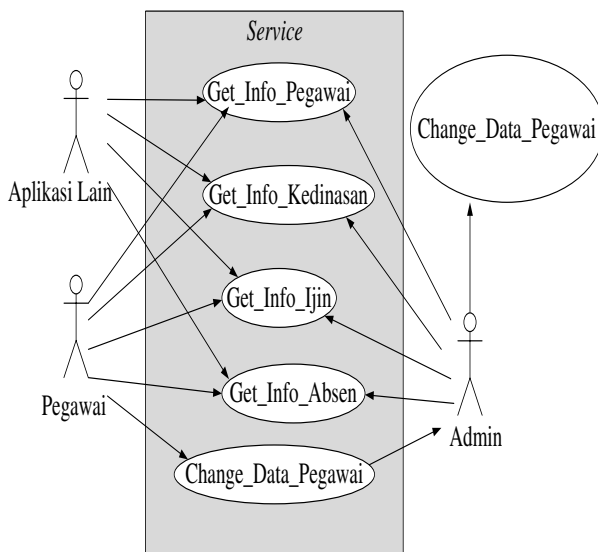 Service
Get_Info_Pegawai
Change_Data_Pegawai
Aplikasi Lain
Get_Info_Kedinasan
Get_Info_Ijin
Pegawai
Get_Info_Absen
Admin
Change_Data_Pegawai